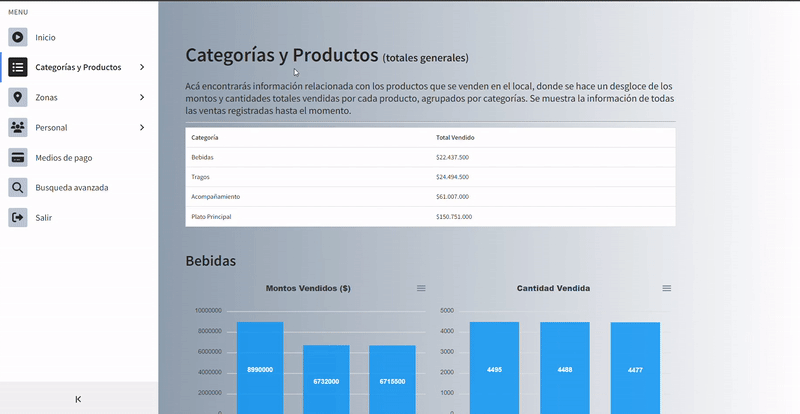 MENU
Inicio
Categorías y Productos
Zonas
Personal
Medios de pago
Busqueda avanzada
Salir
Categorías y Productos (totales generales)
Acá encontrarás información relacionada con los productos que se venden en el local, donde se hace un desgloce de los
montos y cantidades totales vendidas por cada producto, agrupados por categorías. Se muestra la información de todas
las ventas registradas hasta el momento.
Categoría Total Vendido
Bebidas $22.437.500
Tragos $24.494.500
Acompañamiento $61.007.000
Plato Principal $150.751.000
Bebidas
Montos Vendidos ($)
10000000
8000000
6000000
4000000
2000000
8990000 6732000 6715500
Cantidad Vendida
5000
4000
3000
2000
1000
4495 4488 4477